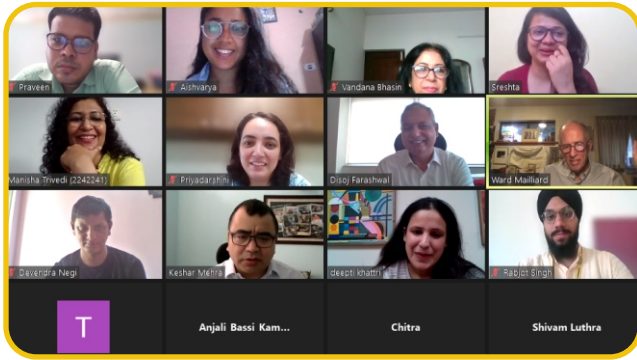 Praveen
Aishvarya
Vandana Bhasin
Sreshta
Manisha Trivedi (2242241)
Priyadarshini
Disoj Farashwal
Ward Mailliard
Devendra Negi
Keshar Mehra
deepti khattri
Rabjot Singh
T
Anjali Bassi Kam...
Chitra
Shivam Luthra